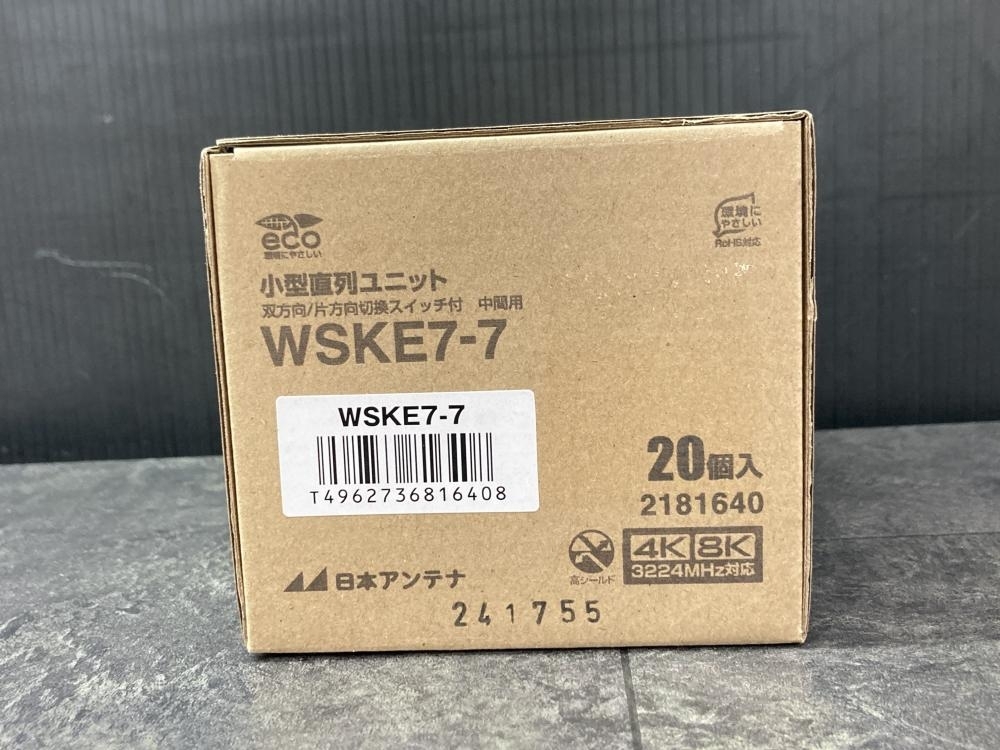 eco
環境にやさしい
環境に
やさしい
RoHS対応
小型直列ユニット
双方向/片方向切換スイッチ付 中間用
WSKE7-7
WSKE7-7
T4962736816408
20個入
2181640
高シールド
4K 8K
3224MHz対応
日本アンテナ
241755